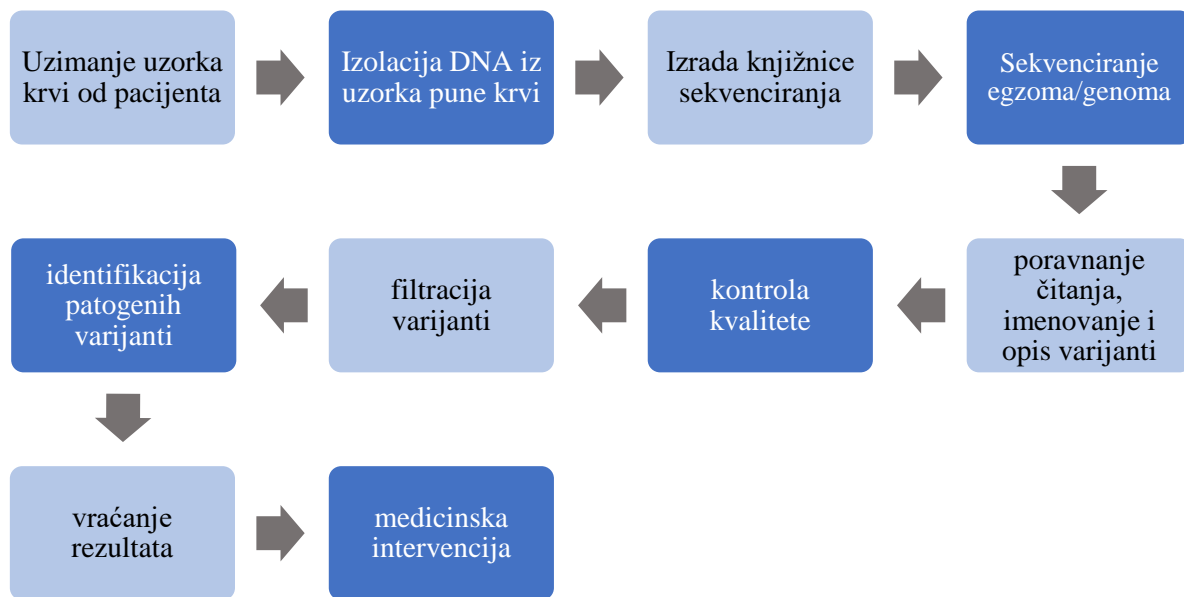 Uzimanje uzorka
krvi od pacijenta
Izolacija DNA iz
uzorka pune krvi
Izrada knjižnice
sekvenciranja
Sekvenciranje
egzoma/genoma
poravnanje
čitanja,
imenovanje i
opis varijanti
kontrola
kvalitete
filtracija
varijanti
identifikacija
patogenih
varijanti
vraćanje
rezultata
medicinska
intervencija